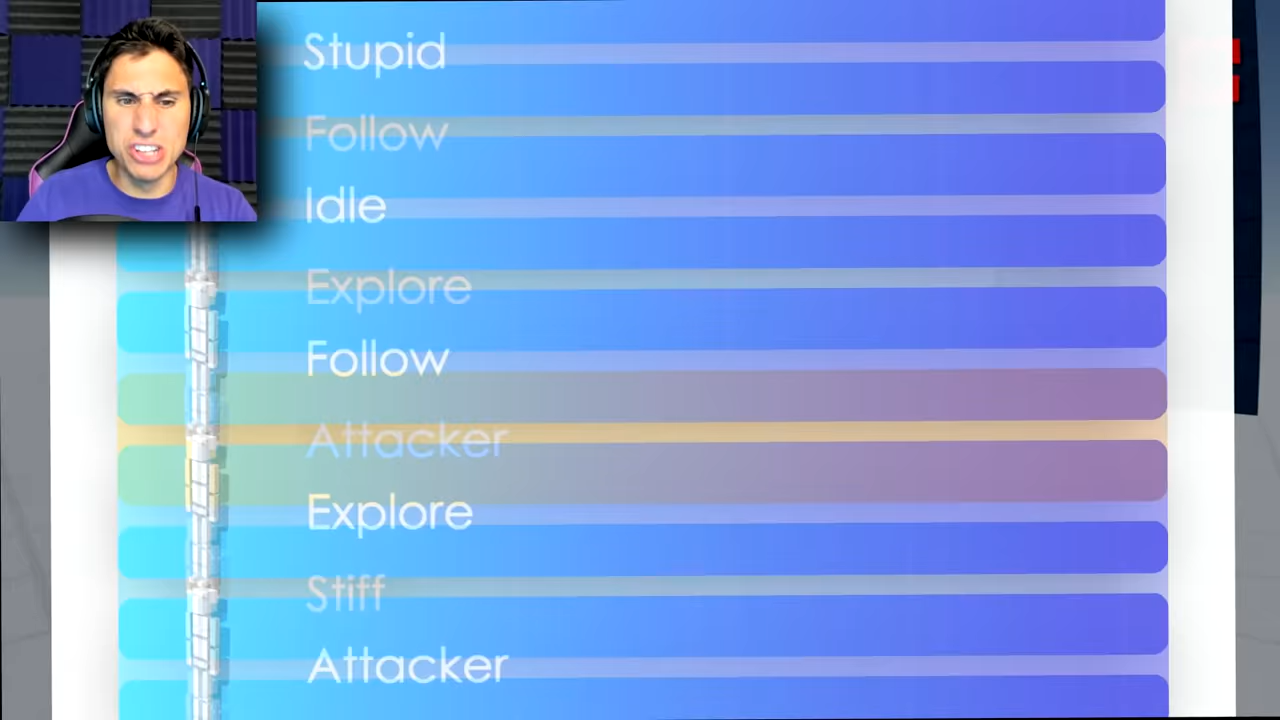 Stupid
Follow
Idle
Explore
Follow
Attacker
Explore
Stiff
Attacker